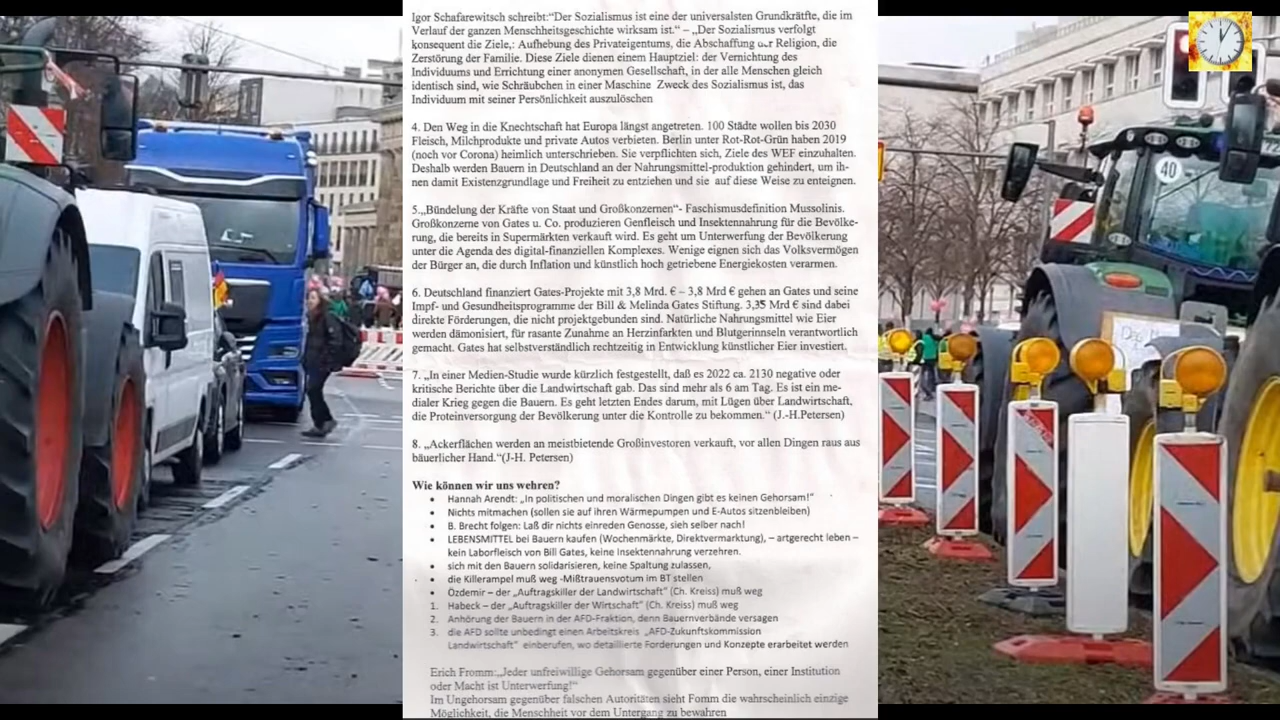 Igor Schafarewitsch schreibt:“Der Sozialismus ist eine der universalsten Grundkräfte, die im
Verlauf der ganzen Menschheitsgeschichte wirksam ist.“ – „Der Sozialismus verfolgt
konsequent die Ziele,: Aufhebung des Privateigentums, die Abschaffung der Religion, die
Zerstörung der Familie. Diese Ziele dienen einem Hauptziel: der Vernichtung des
Individuums und Errichtung einer anonymen Gesellschaft, in der alle Menschen gleich
identisch sind, wie Schräubchen in einer Maschine Zweck des Sozialismus ist, das
Individuum mit seiner Persönlichkeit auszulöschen
4. Den Weg in die Knechtschaft hat Europa längst angetreten. 100 Städte wollen bis 2030
Fleisch, Milchprodukte und private Autos verbieten. Berlin unter Rot-Rot-Grün haben 2019
(noch vor Corona) heimlich unterschrieben. Sie verpflichten sich, Ziele des WEF einzuhalten.
Deshalb werden Bauern in Deutschland an der Nahrungsmittel-produktion gehindert, um ih-
nen damit Existenzgrundlage und Freiheit zu entziehen und sie auf diese Weise zu enteignen.
5.„Bündelung der Kräfte von Staat und Großkonzernen“- Faschismusdefinition Mussolinis.
Großkonzerne von Gates u. Co. produzieren Genfleisch und Insektennahrung für die Bevölke-
rung, die bereits in Supermärkten verkauft wird. Es geht um Unterwerfung der Bevölkerung
unter die Agenda des digital-finanziellen Komplexes. Wenige eignen sich das Volksvermögen
der Bürger an, die durch Inflation und künstlich hoch getriebene Energiekosten verarmen.
6. Deutschland finanziert Gates-Projekte mit 3,8 Mrd. € – 3,8 Mrd € gehen an Gates und seine
Impf- und Gesundheitsprogramme der Bill & Melinda Gates Stiftung. 3,35 Mrd € sind dabei
direkte Förderungen, die nicht projektgebunden sind. Natürliche Nahrungsmittel wie Eier
werden dämonisiert, für rasante Zunahme an Herzinfarkten und Blutgerinnseln verantwortlich
gemacht. Gates hat selbstverständlich rechtzeitig in Entwicklung künstlicher Eier investiert.
7. „In einer Medien-Studie wurde kürzlich festgestellt, daß es 2022 ca. 2130 negative oder
kritische Berichte über die Landwirtschaft gab. Das sind mehr als 6 am Tag. Es ist ein me-
dialer Krieg gegen die Bauern. Es geht letzten Endes darum, mit Lügen über Landwirtschaft,
die Proteinversorgung der Bevölkerung unter die Kontrolle zu bekommen.“ (J.-H.Petersen)
8. „Ackerflächen werden an meistbietende Großinvestoren verkauft, vor allen Dingen raus aus
bäuerlicher Hand.“(J-H. Petersen)
Wie können wir uns wehren?
• Hannah Arendt: „In politischen und moralischen Dingen gibt es keinen Gehorsam!“
• Nichts mitmachen (sollen sie auf ihren Wärmepumpen und E-Autos sitzenbleiben)
• B. Brecht folgen: Laß dir nichts einreden Genosse, sieh selber nach!
• LEBENSMITTEL bei Bauern kaufen (Wochenmärkte, Direktvermarktung), – artgerecht leben –
kein Laborfleisch von Bill Gates, keine Insektennahrung verzehren.
• sich mit den Bauern solidarisieren, keine Spaltung zulassen,
• die Killerampel muß weg -Mißtrauensvotum im BT stellen
• Özdemir – der „Auftragskiller der Landwirtschaft“ (Ch. Kreiss) muß weg
1. Habeck – der „Auftragskiller der Wirtschaft“ (Ch. Kreiss) muß weg
2. Anhörung der Bauern in der AFD-Fraktion, denn Bauernverbände versagen
3. die AFD sollte unbedingt einen Arbeitskreis „AFD-Zukunftskommission
Landwirtschaft“ einberufen, wo detaillierte Forderungen und Konzepte erarbeitet werden
Erich Fromm:„Jeder unfreiwillige Gehorsam gegenüber einer Person, einer Institution
oder Macht ist Unterwerfung!“
Im Ungehorsam gegenüber falschen Autoritäten sieht Fomm die wahrscheinlich einzige
Möglichkeit, die Menschheit vor dem Untergang zu bewahren
40